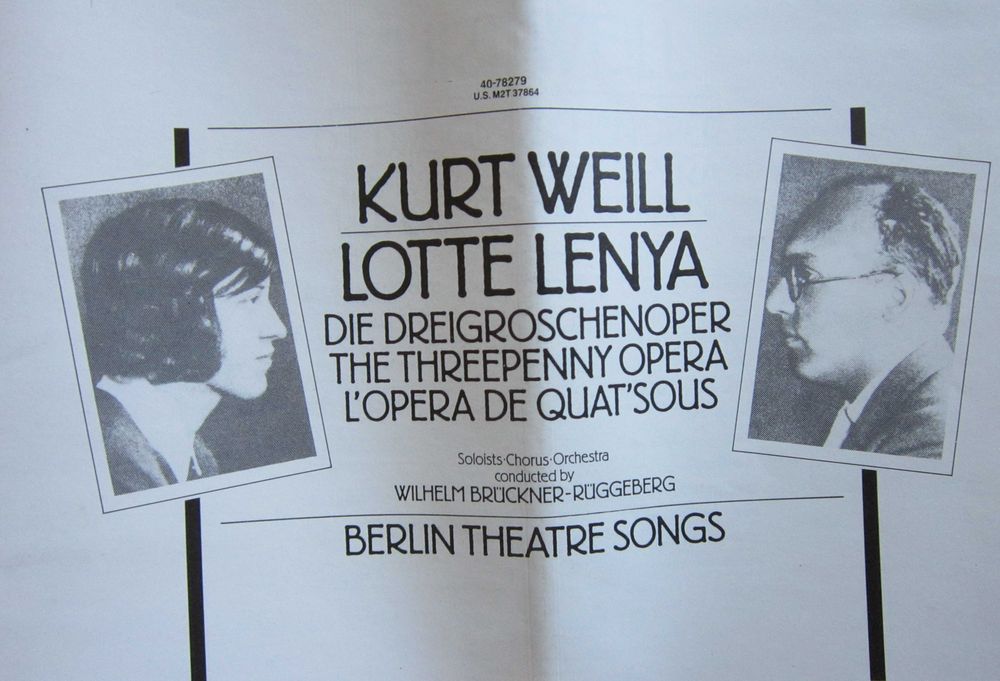 40-78279
U.S. M2T 37864
KURT WEILL
LOTTE LENYA
DIE DREIGROSCHENOPER
THE THREEPENNY OPERA
L'OPERA DE QUAT'SOUS
Soloists·Chorus·Orchestra
conducted by
WILHELM BRÜCKNER-RÜGGEBERG
BERLIN THEATRE SONGS